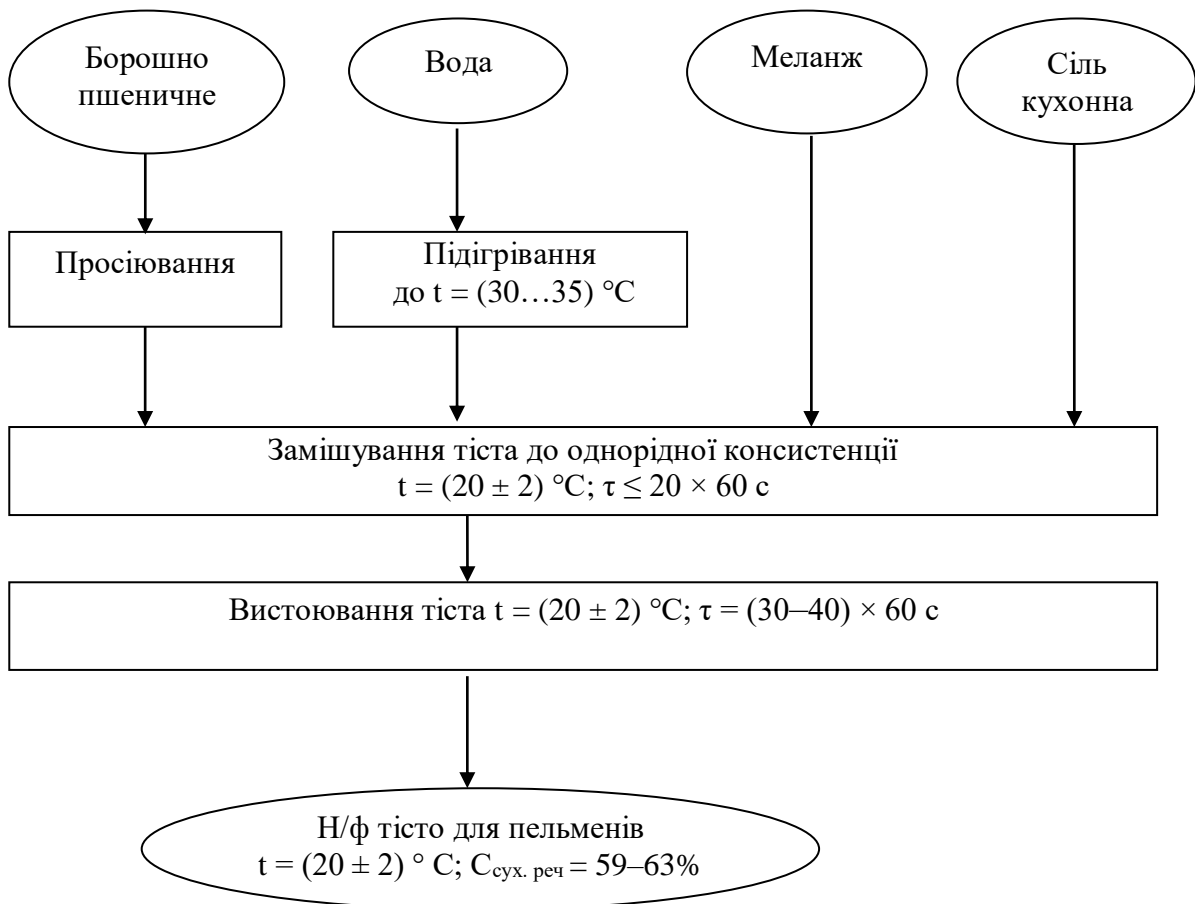 Борошно
пшеничне
Вода
Меланж
Сіль
кухонна
Просіювання
Підігрівання
до t = (30…35) °С
Замішування тіста до однорідної консистенції
t = (20 ± 2) °С; τ ≤ 20 × 60 с
Вистоювання тіста t = (20 ± 2) °С; τ = (30–40) × 60 с
Н/ф тісто для пельменів
t = (20 ± 2) ° С; Ссух. реч = 59–63%